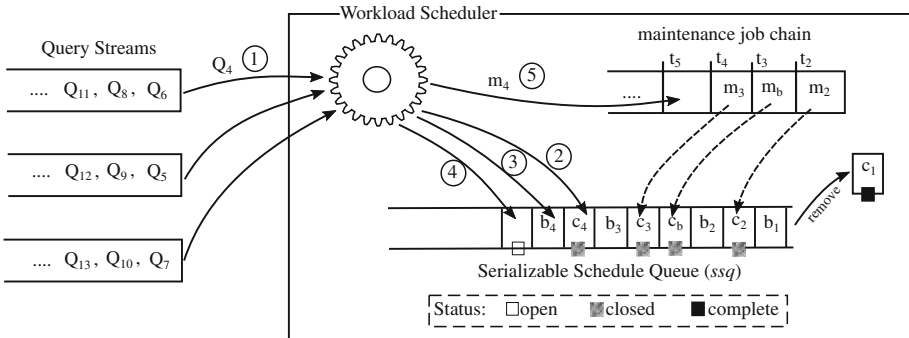 Workload Scheduler
Query Streams
Q4 1
.... Q11, Q8, Q6
.... Q12, Q9, Q5
.... Q13, Q10, Q7
m4 5
maintenance job chain
t5 t4 t3 t2
.... m3 mb m2
2
3
4
b4 c4 b3 c3 cb b2 c2 b1
remove
c1
Serializable Schedule Queue (ssq)
Status: open closed complete